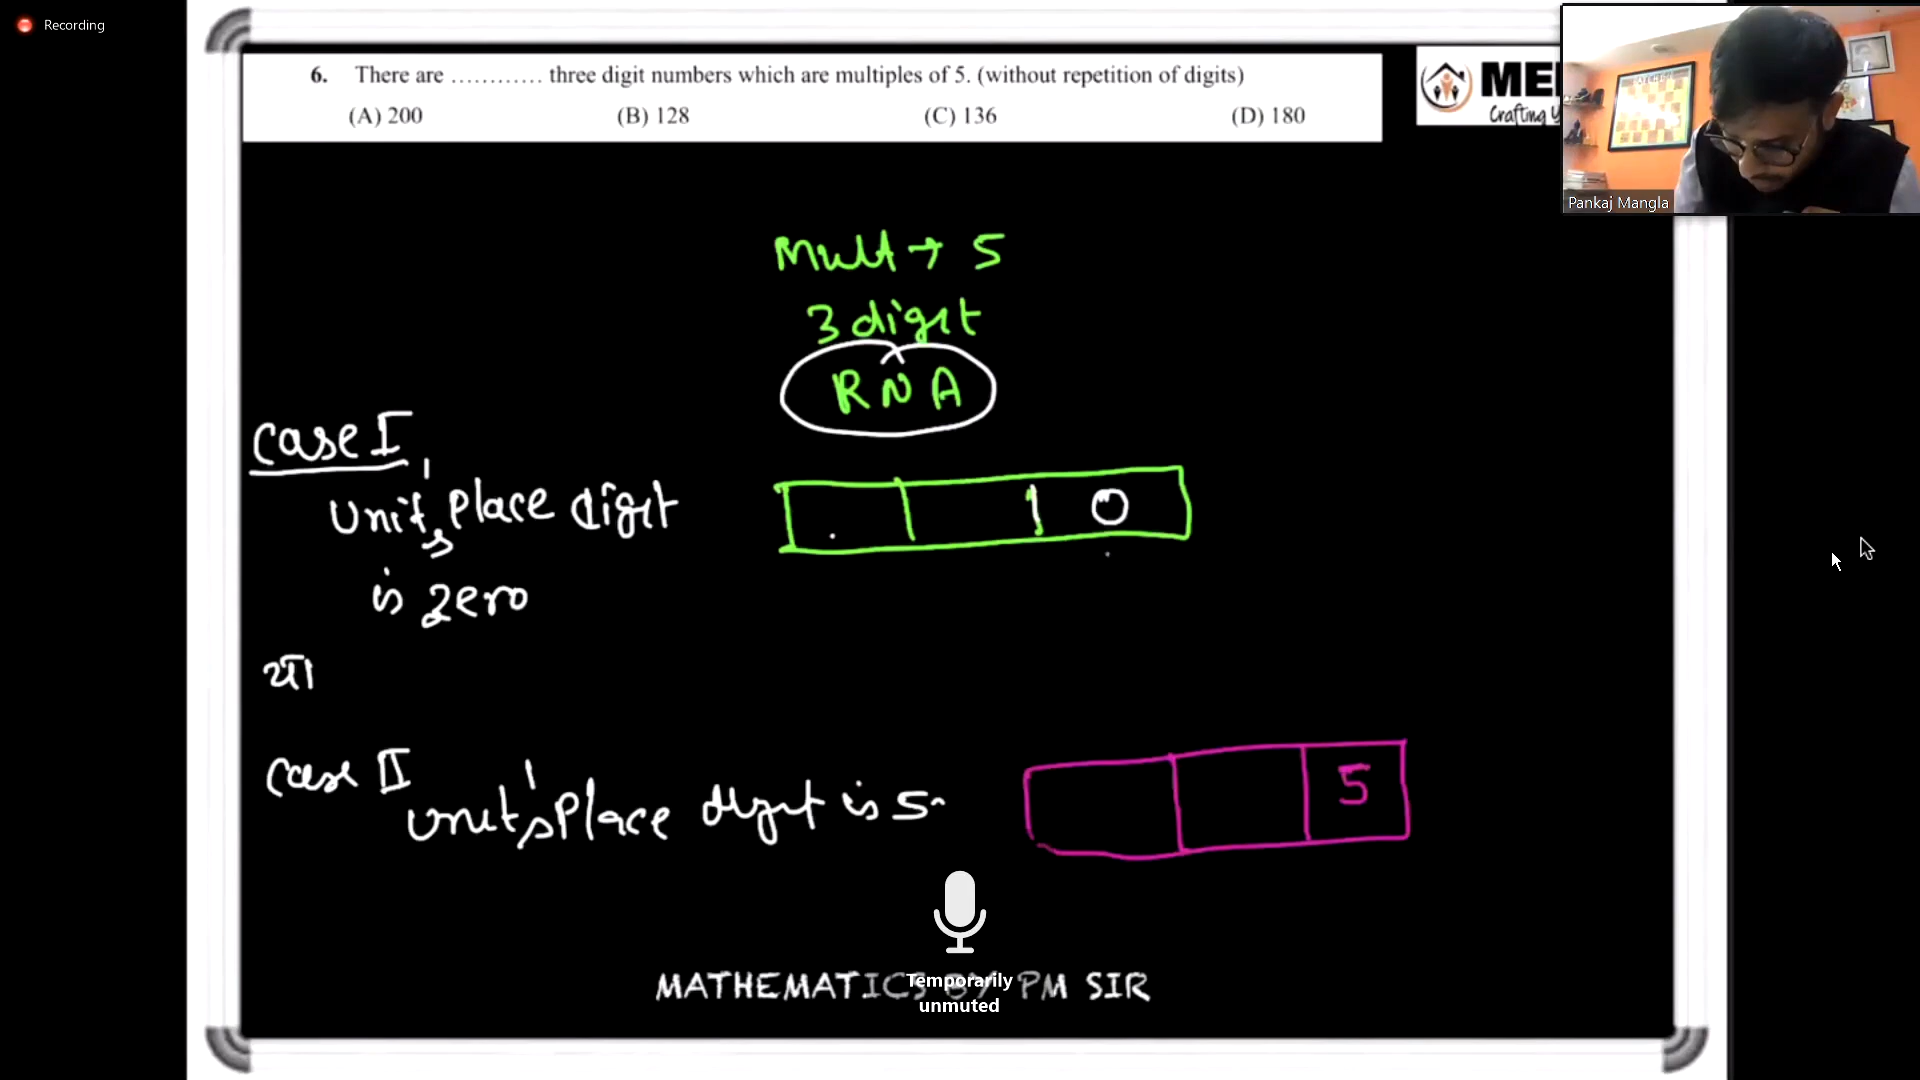 Recording
6. There are ………… three digit numbers which are multiples of 5. (without repetition of digits)
(A) 200 (B) 128 (C) 136 (D) 180
Crafting
Pankaj Mangla
Mult → 5
3 digit
RNA
Case I
Unit's place digit
is zero
0
या
Case II
Unit's place digit is 5
5
Temporarily
unmuted
MATHEMATICS BY PM SIR